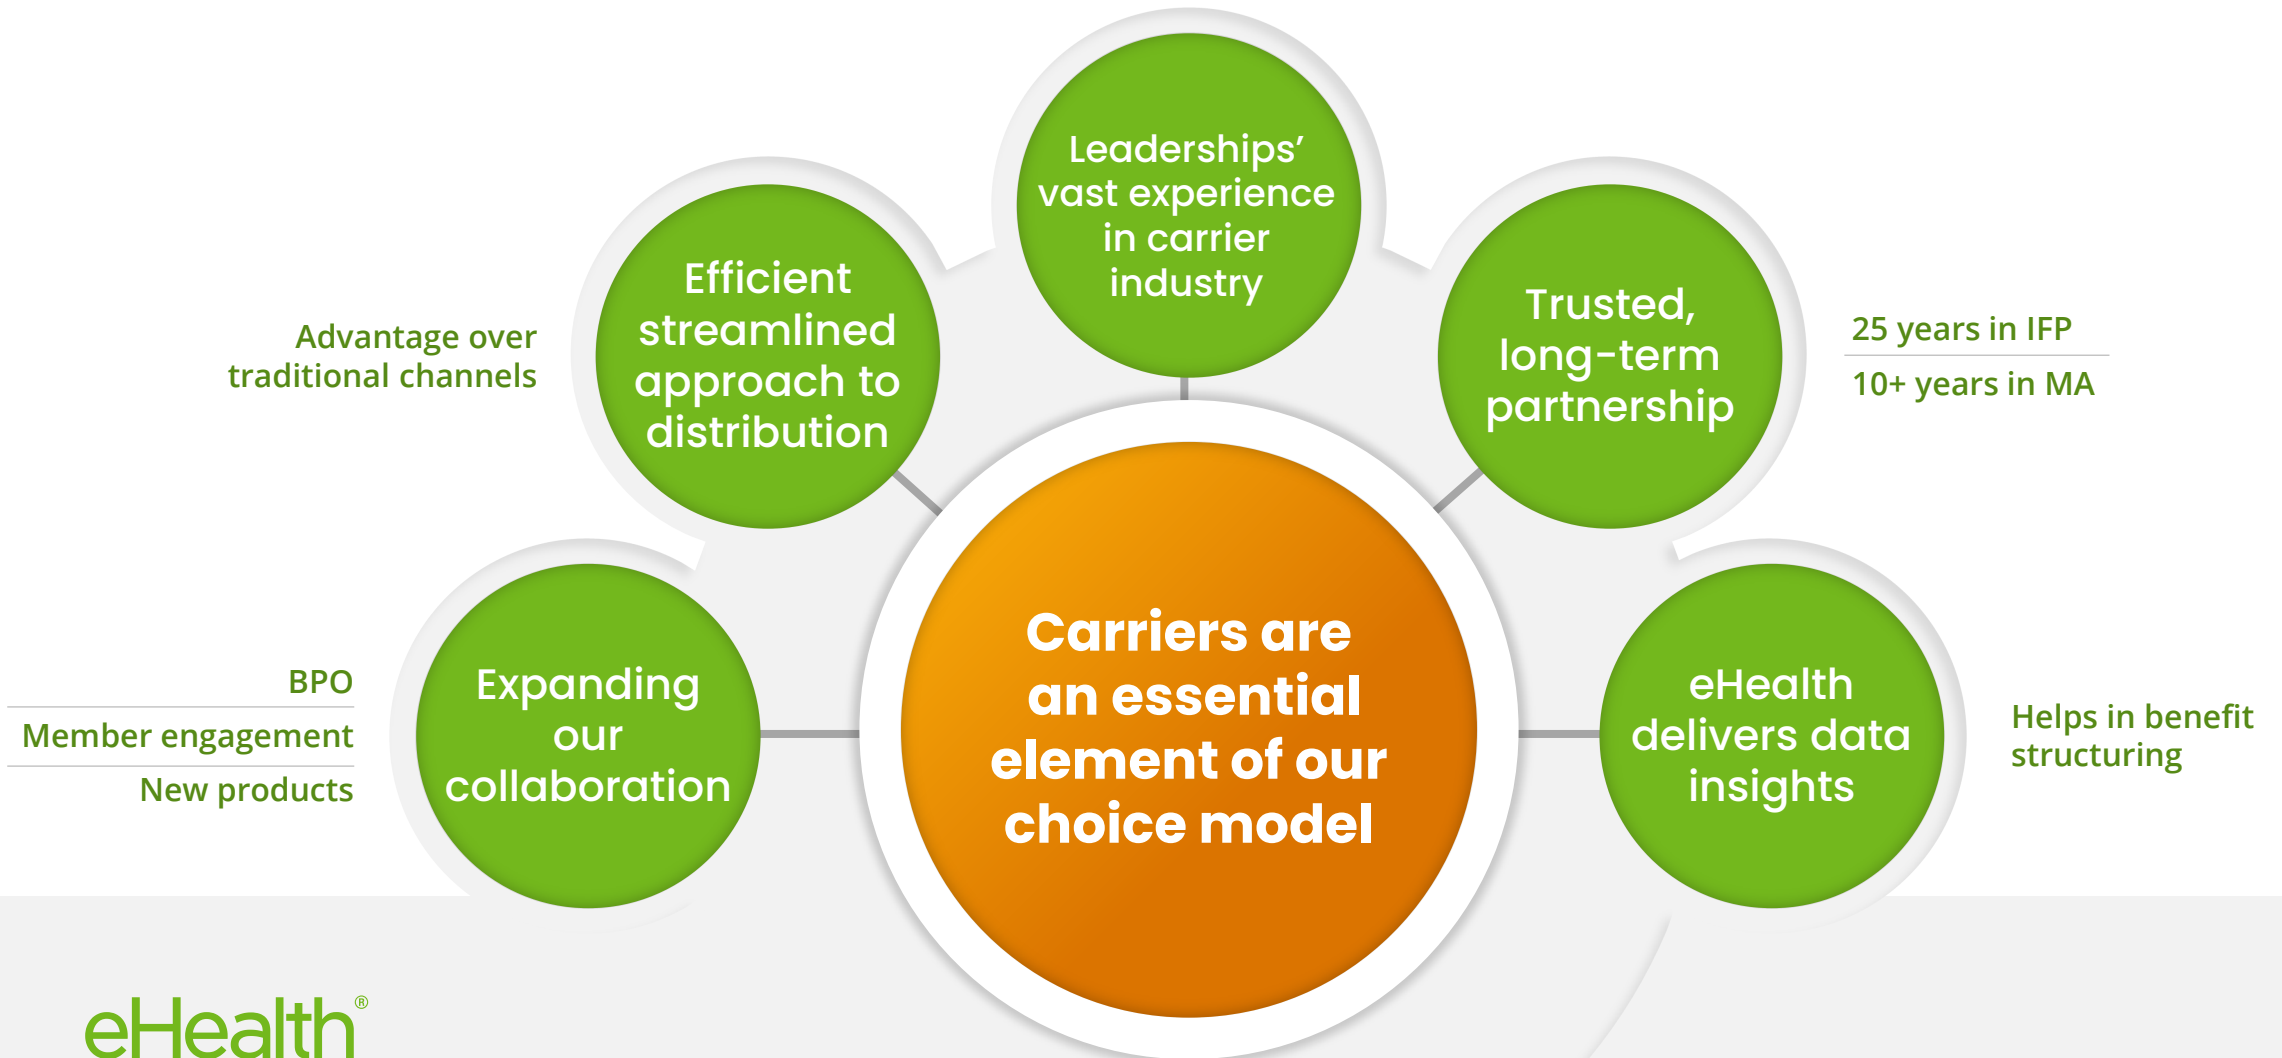 Leaderships’
vast experience
in carrier
industry
Efficient
streamlined
approach to
distribution
Advantage over
traditional channels
Trusted,
long-term
partnership
25 years in IFP
10+ years in MA
Expanding
our
collaboration
BPO
Member engagement
New products
Carriers are
an essential
element of our
choice model
eHealth
delivers data
insights
Helps in benefit
structuring
eHealth®